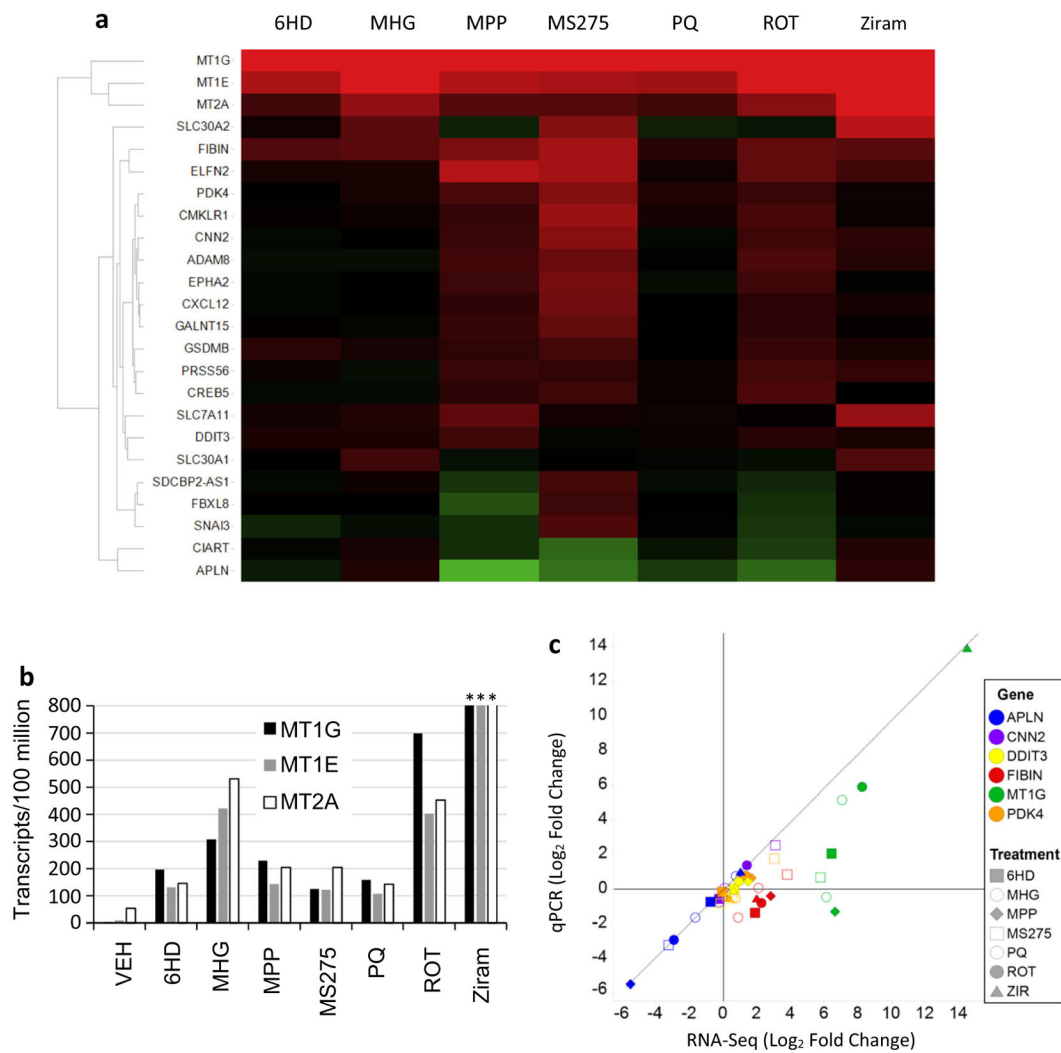 a
6HD MHG MPP MS275 PQ ROT Ziram
MT1G
MT1E
MT2A
SLC30A2
FIBIN
ELFN2
PDK4
CMKLR1
CNN2
ADAM8
EPHA2
CXCL12
GALNT15
GSDMB
PRSS56
CREB5
SLC7A11
DDIT3
SLC30A1
SDCBP2-AS1
FBXL8
SNAI3
CIART
APLN
b
Transcripts/100 million
800
700
600
500
400
300
200
100
0
***
MT1G
MT1E
MT2A
VEH 6HD MHG MPP MS275 PQ ROT Ziram
c
qPCR (Log₂ Fold Change)
14
12
10
8
6
4
2
0
-2
-4
-6
-6 -4 -2 0 2 4 6 8 10 12 14
RNA-Seq (Log₂ Fold Change)
Gene
APLN
CNN2
DDIT3
FIBIN
MT1G
PDK4
Treatment
6HD
MHG
MPP
MS275
PQ
ROT
ZIR